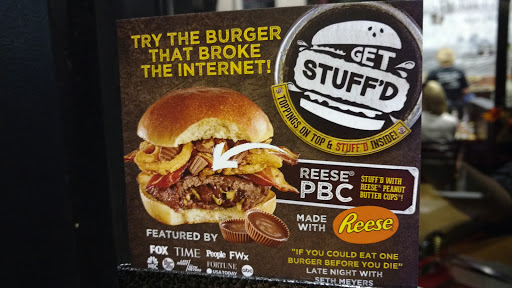 TRY THE BURGER
THAT BROKE
THE INTERNET!
GET
STUFF'D
TOPPINGS ON TOP & STUFF'D INSIDE!
REESE®
PBC
STUFF'D WITH
REESE® PEANUT
BUTTER CUPS®!
MADE
WITH
Reese
FEATURED BY
FOX TIME People FWx
NBC FORTUNE
USA TODAY abc
"IF YOU COULD EAT ONE
BURGER BEFORE YOU DIE"
LATE NIGHT WITH
SETH MEYERS